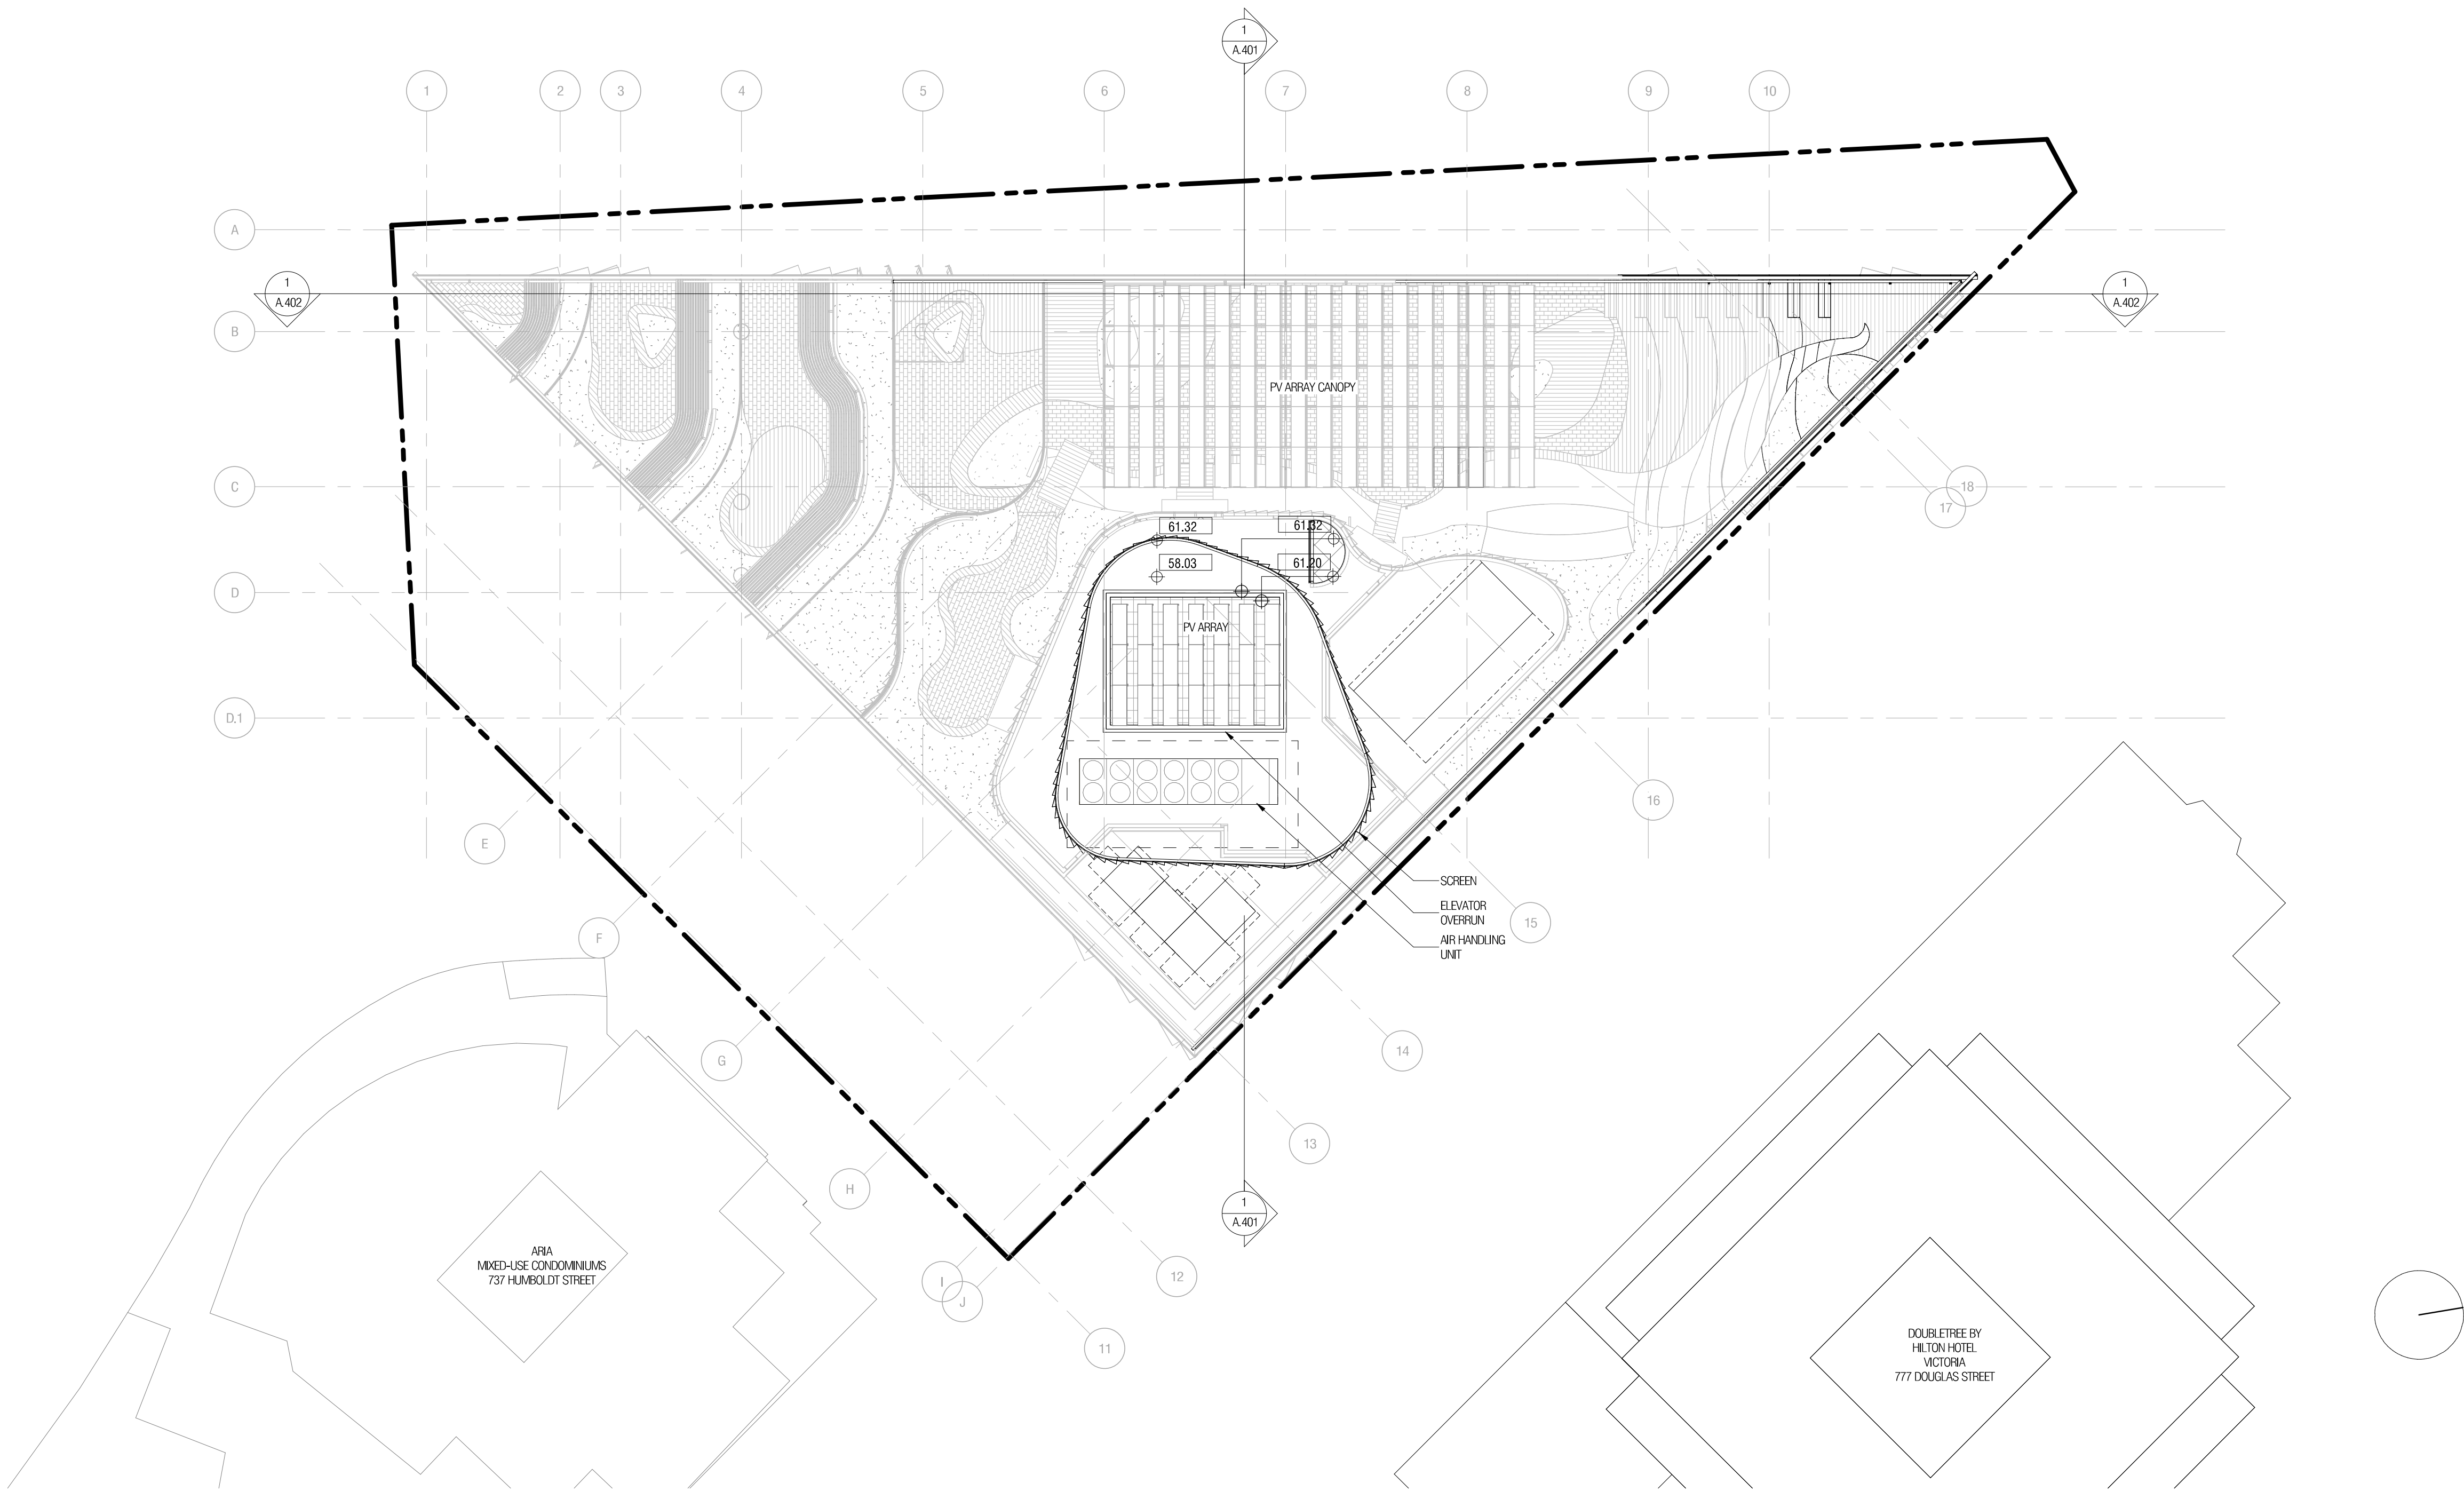 1
A.401
1
2
3
4
5
6
7
8
9
10
A
1
A.402
1
A.402
B
PV ARRAY CANOPY
C
18
17
61.32
61.32
58.03
61.20
D
PV ARRAY
D.1
16
E
SCREEN
ELEVATOR
OVERRUN
AIR HANDLING
UNIT
15
F
14
G
13
H
1
A.401
ARIA
MIXED-USE CONDOMINIUMS
737 HUMBOLDT STREET
I
J
12
11
DOUBLETREE BY
HILTON HOTEL
VICTORIA
777 DOUGLAS STREET